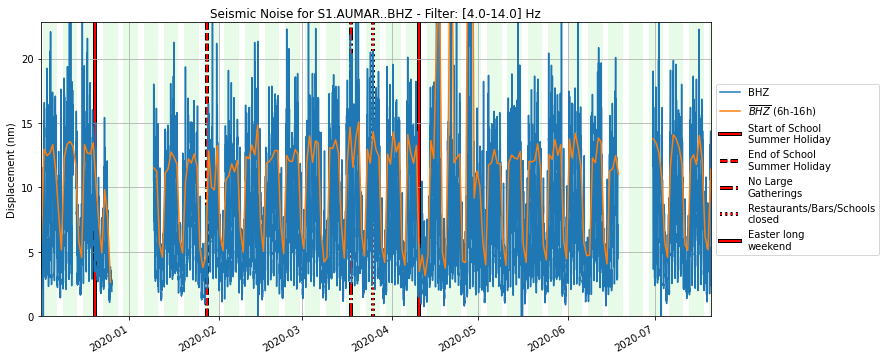 Seismic Noise for S1.AUMAR..BHZ - Filter: [4.0-14.0] Hz
Displacement (nm)
20
15
10
5
0
2020-01
2020-02
2020-03
2020-04
2020-05
2020-06
2020-07
BHZ
BHZ (6h-16h)
Start of School
Summer Holiday
End of School
Summer Holiday
No Large
Gatherings
Restaurants/Bars/Schools
closed
Easter long
weekend